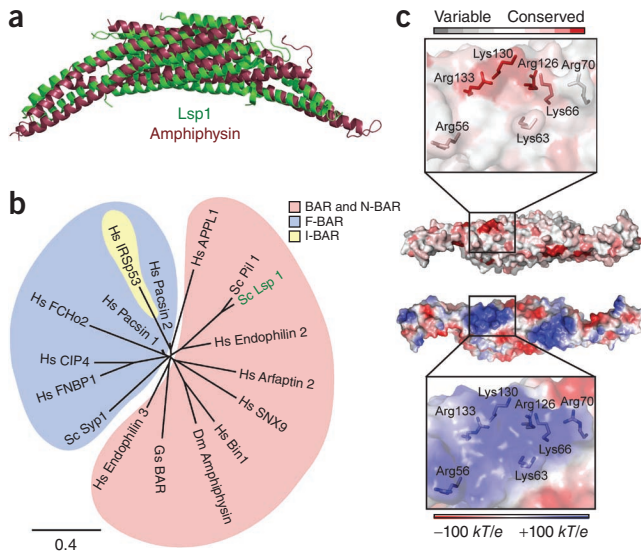 a
Lsp1
Amphiphysin
b
BAR and N-BAR
F-BAR
I-BAR
Hs APPL1
Sc Pil 1
Sc Lsp 1
Hs Endophilin 2
Hs Arfaptin 2
Hs SNX9
Hs Bin1
Dm Amphiphysin
Gs BAR
Hs Endophilin 3
Sc Syp1
Hs FNBP1
Hs CIP4
Hs FCHo2
Hs Pacsin 1
Hs IRSp53
Hs Pacsin 2
0.4
c
Variable Conserved
Lys130
Arg133 Arg126 Arg70
Lys66
Arg56 Lys63
Lys130
Arg133 Arg126 Arg70
Lys66
Arg56 Lys63
−100 kT/e +100 kT/e